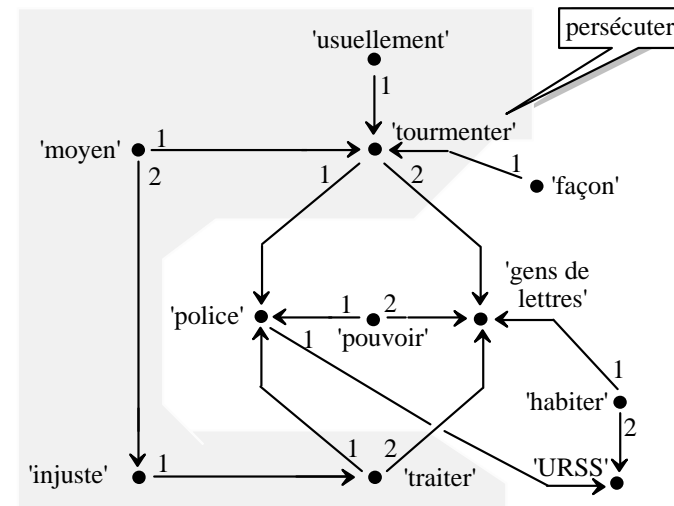 persécuter
'usuellement'
1
'moyen' 1
2
'tourmenter'
1 2
1
'façon'
'gens de
lettres'
'police' 1 2
1 'pouvoir'
1
'habiter'
2
'injuste' 1
1 2
'traiter'
'URSS'